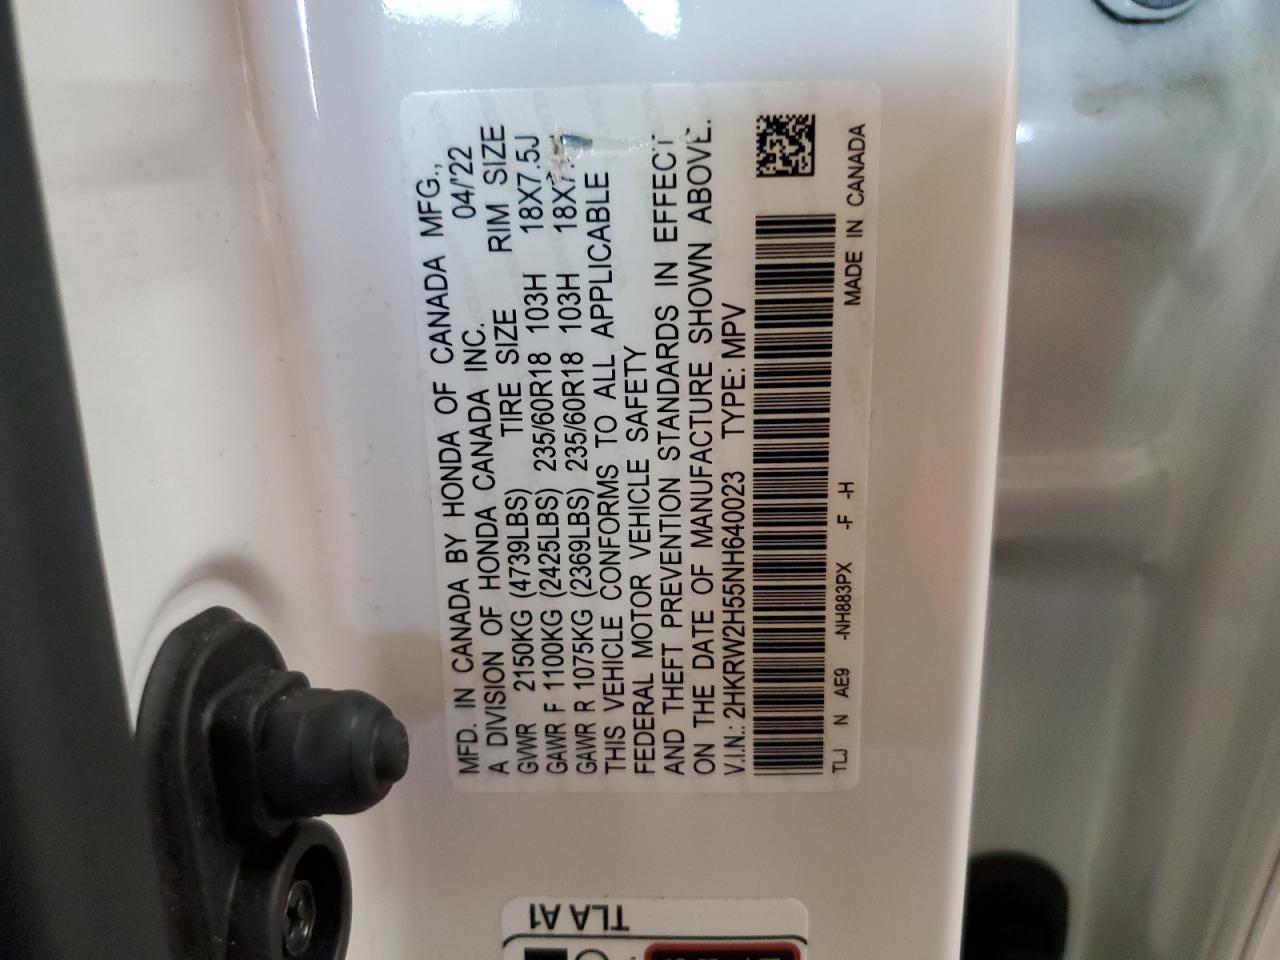 MFD. IN CANADA BY HONDA OF CANADA MFG.,
A DIVISION OF HONDA CANADA INC. 04/'22
TIRE SIZE RIM SIZE
GVWR 2150KG (4739LBS)
GAWR F 1100KG (2425LBS) 235/60R18 103H 18X7.5J
GAWR R 1075KG (2369LBS) 235/60R18 103H
THIS VEHICLE CONFORMS TO ALL APPLICABLE
FEDERAL MOTOR VEHICLE SAFETY
AND THEFT PREVENTION STANDARDS IN EFFECT
ON THE DATE OF MANUFACTURE SHOWN ABOVE.
V.I.N.: 2HKRW2H55NH640023 TYPE: MPV
TLJ N AE9 -NH883PX -F -H MADE IN CANADA
TLA A1